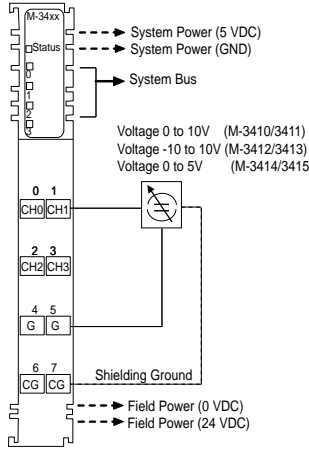 M-34xx
Status
0
1
2
3
System Power (5 VDC)
System Power (GND)
System Bus
Voltage 0 to 10V (M-3410/3411)
Voltage -10 to 10V (M-3412/3413)
Voltage 0 to 5V (M-3414/3415
0 1
CH0 CH1
2 3
CH2 CH3
4 5
G G
6 7
CG CG
Shielding Ground
Field Power (0 VDC)
Field Power (24 VDC)